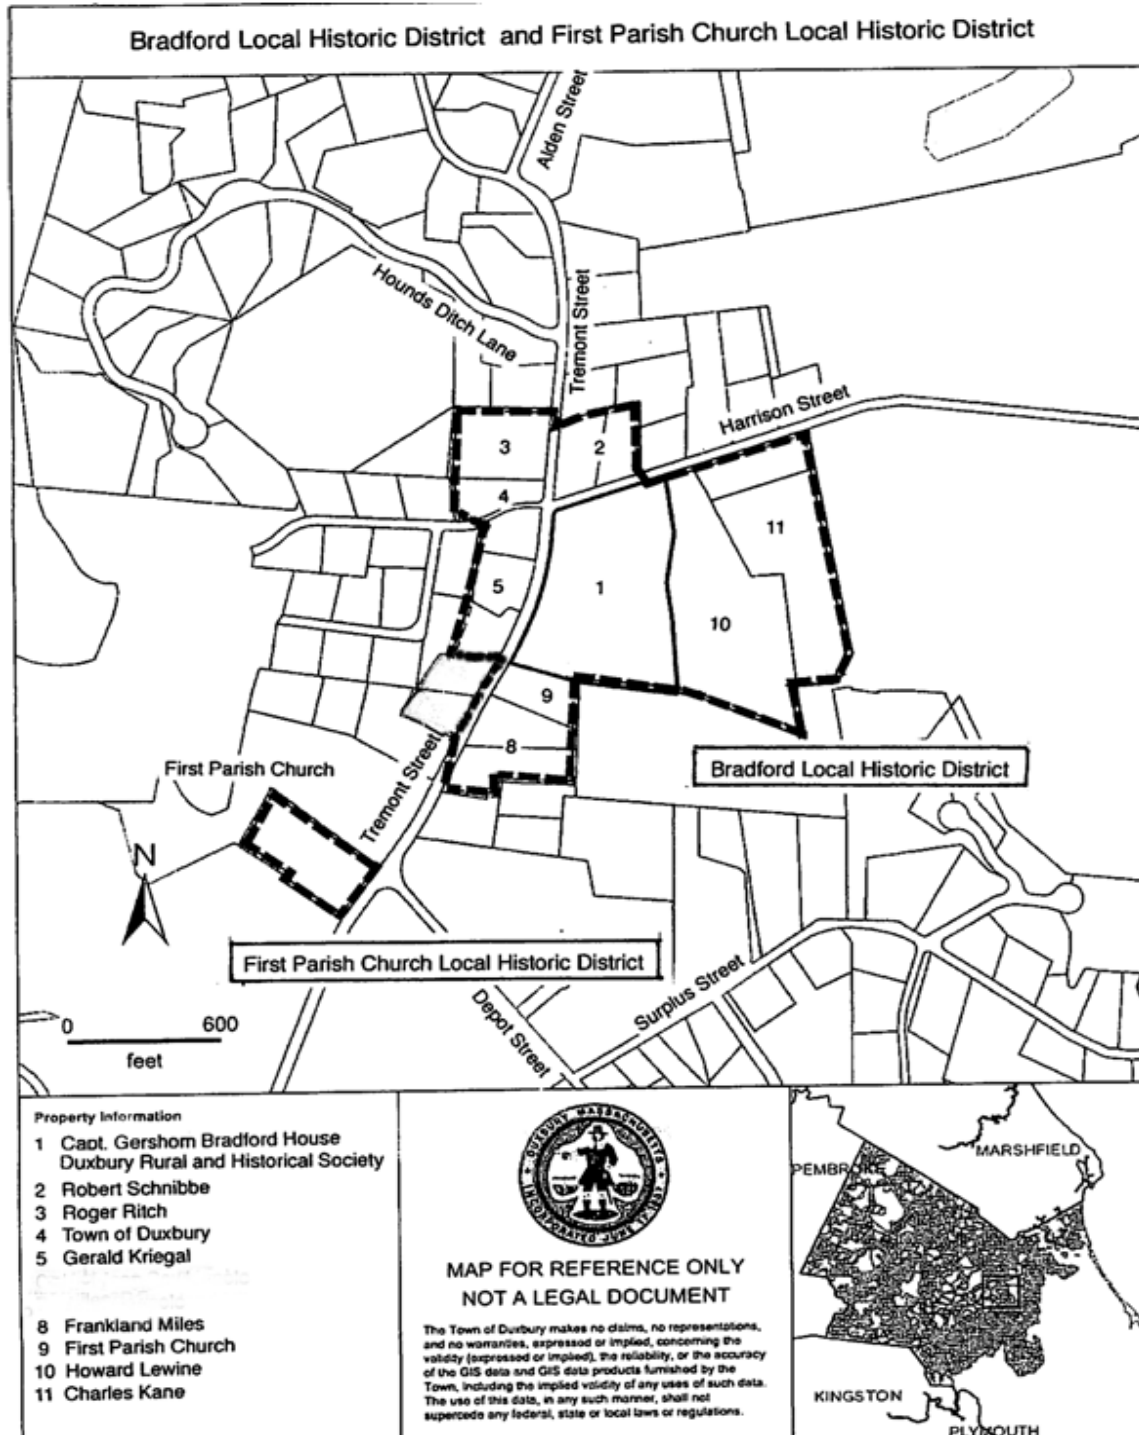 Bradford Local Historic District and First Parish Church Local Historic District
Alden Street
Hounds Ditch Lane
Tremont Street
Harrison Street
3
2
4
11
5
1
10
9
8
Bradford Local Historic District
First Parish Church
Tremont Street
N
First Parish Church Local Historic District
Depot Street
Surplus Street
0 600
feet
Property Information
1 Capt. Gershom Bradford House
Duxbury Rural and Historical Society
2 Robert Schnibbe
3 Roger Ritch
4 Town of Duxbury
5 Gerald Kriegal
8 Frankland Miles
9 First Parish Church
10 Howard Lewine
11 Charles Kane
DUXBURY MASSACHUSETTS
INCORPORATED JUNE 17, 1637
MAP FOR REFERENCE ONLY
NOT A LEGAL DOCUMENT
The Town of Duxbury makes no claims, no representations,
and no warranties, expressed or implied, concerning the
validity (expressed or implied), the reliability, or the accuracy
of the GIS data and GIS data products furnished by the
Town, including the implied validity of any uses of such data.
The use of this data, in any such manner, shall not
supercede any federal, state or local laws or regulations.
MARSHFIELD
PEMBROKE
KINGSTON
PLYMOUTH